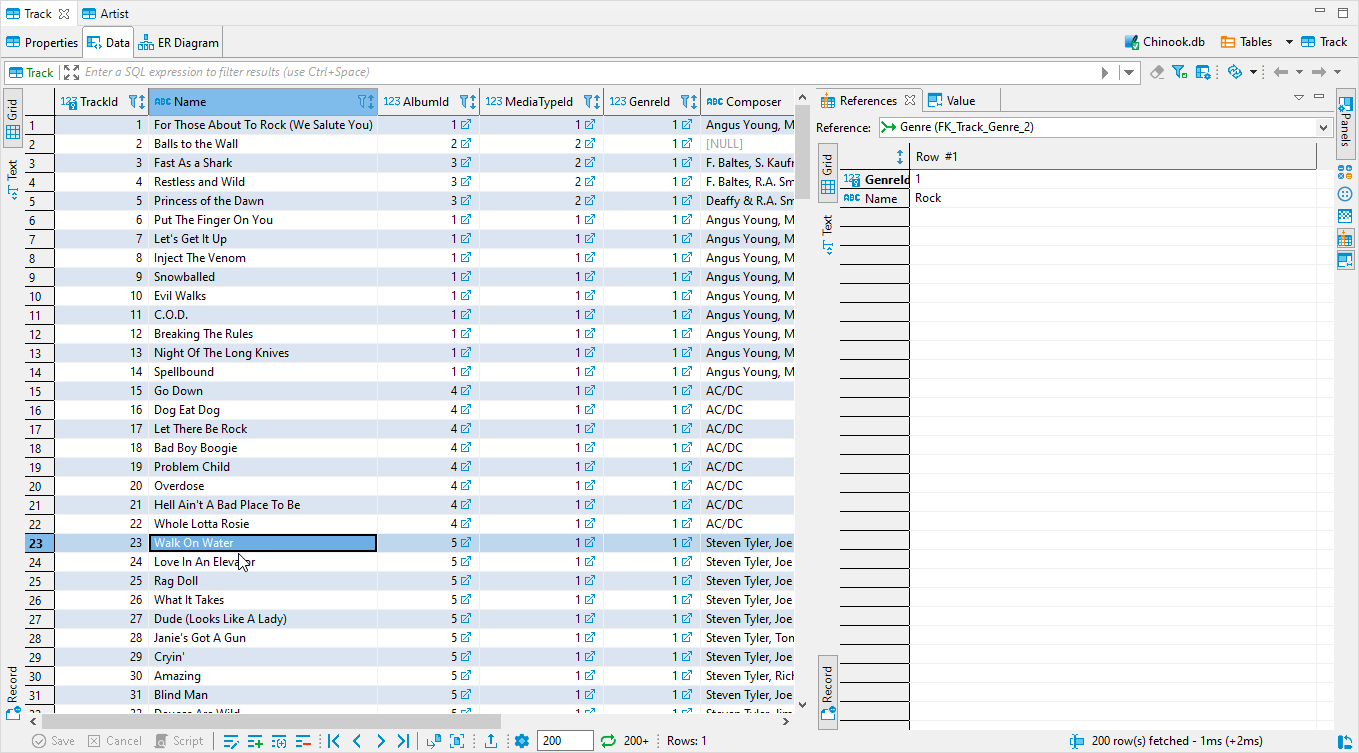 Track Artist
Properties Data ER Diagram Chinook.db Tables Track
Track Enter a SQL expression to filter results (use Ctrl+Space)
Grid Text Record
123 TrackId ABC Name 123 AlbumId 123 MediaTypeId 123 GenreId ABC Composer
1 1 For Those About To Rock (We Salute You) 1 1 1 Angus Young, M
2 2 Balls to the Wall 2 2 1 [NULL]
3 3 Fast As a Shark 3 2 1 F. Baltes, S. Kaufr
4 4 Restless and Wild 3 2 1 F. Baltes, R.A. Sm
5 5 Princess of the Dawn 3 2 1 Deaffy & R.A. Sm
6 6 Put The Finger On You 1 1 1 Angus Young, M
7 7 Let's Get It Up 1 1 1 Angus Young, M
8 8 Inject The Venom 1 1 1 Angus Young, M
9 9 Snowballed 1 1 1 Angus Young, M
10 10 Evil Walks 1 1 1 Angus Young, M
11 11 C.O.D. 1 1 1 Angus Young, M
12 12 Breaking The Rules 1 1 1 Angus Young, M
13 13 Night Of The Long Knives 1 1 1 Angus Young, M
14 14 Spellbound 1 1 1 Angus Young, M
15 15 Go Down 4 1 1 AC/DC
16 16 Dog Eat Dog 4 1 1 AC/DC
17 17 Let There Be Rock 4 1 1 AC/DC
18 18 Bad Boy Boogie 4 1 1 AC/DC
19 19 Problem Child 4 1 1 AC/DC
20 20 Overdose 4 1 1 AC/DC
21 21 Hell Ain't A Bad Place To Be 4 1 1 AC/DC
22 22 Whole Lotta Rosie 4 1 1 AC/DC
23 23 Walk On Water 5 1 1 Steven Tyler, Joe
24 24 Love In An Elevator 5 1 1 Steven Tyler, Joe
25 25 Rag Doll 5 1 1 Steven Tyler, Joe
26 26 What It Takes 5 1 1 Steven Tyler, Joe
27 27 Dude (Looks Like A Lady) 5 1 1 Steven Tyler, Joe
28 28 Janie's Got A Gun 5 1 1 Steven Tyler, Tom
29 29 Cryin' 5 1 1 Steven Tyler, Joe
30 30 Amazing 5 1 1 Steven Tyler, Rich
31 31 Blind Man 5 1 1 Steven Tyler, Joe
References Value
Reference: Genre (FK_Track_Genre_2)
Grid Text Record
Row #1
123 GenreId 1
ABC Name Rock
Panels
Save Cancel Script 200 200+ Rows: 1 200 row(s) fetched - 1ms (+2ms)